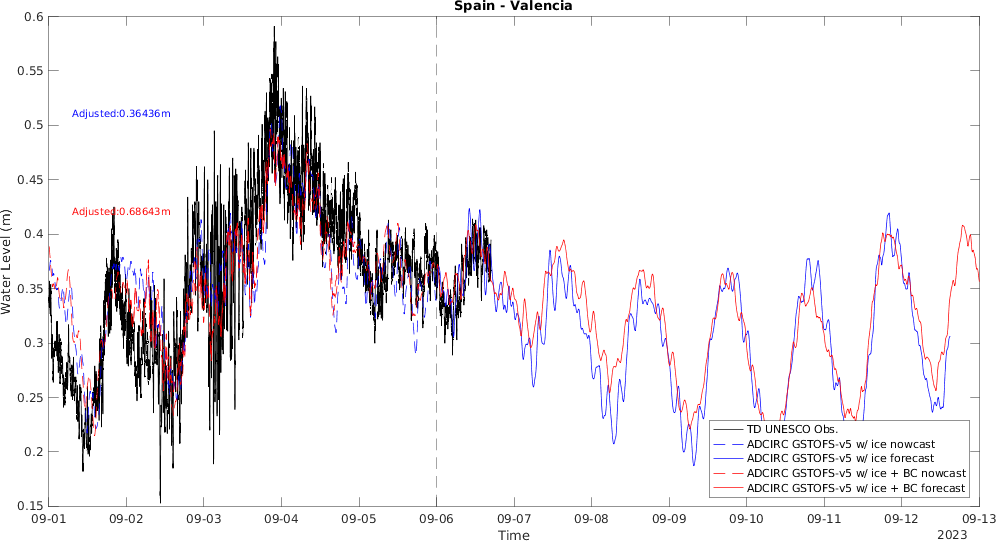 Spain - Valencia
Water Level (m)
0.6
0.55
0.5
0.45
0.4
0.35
0.3
0.25
0.2
0.15
Adjusted:0.36436m
Adjusted:0.68643m
TD UNESCO Obs.
ADCIRC GSTOFS-v5 w/ ice nowcast
ADCIRC GSTOFS-v5 w/ ice forecast
ADCIRC GSTOFS-v5 w/ ice + BC nowcast
ADCIRC GSTOFS-v5 w/ ice + BC forecast
09-01 09-02 09-03 09-04 09-05 09-06 09-07 09-08 09-09 09-10 09-11 09-12 09-13
Time
2023